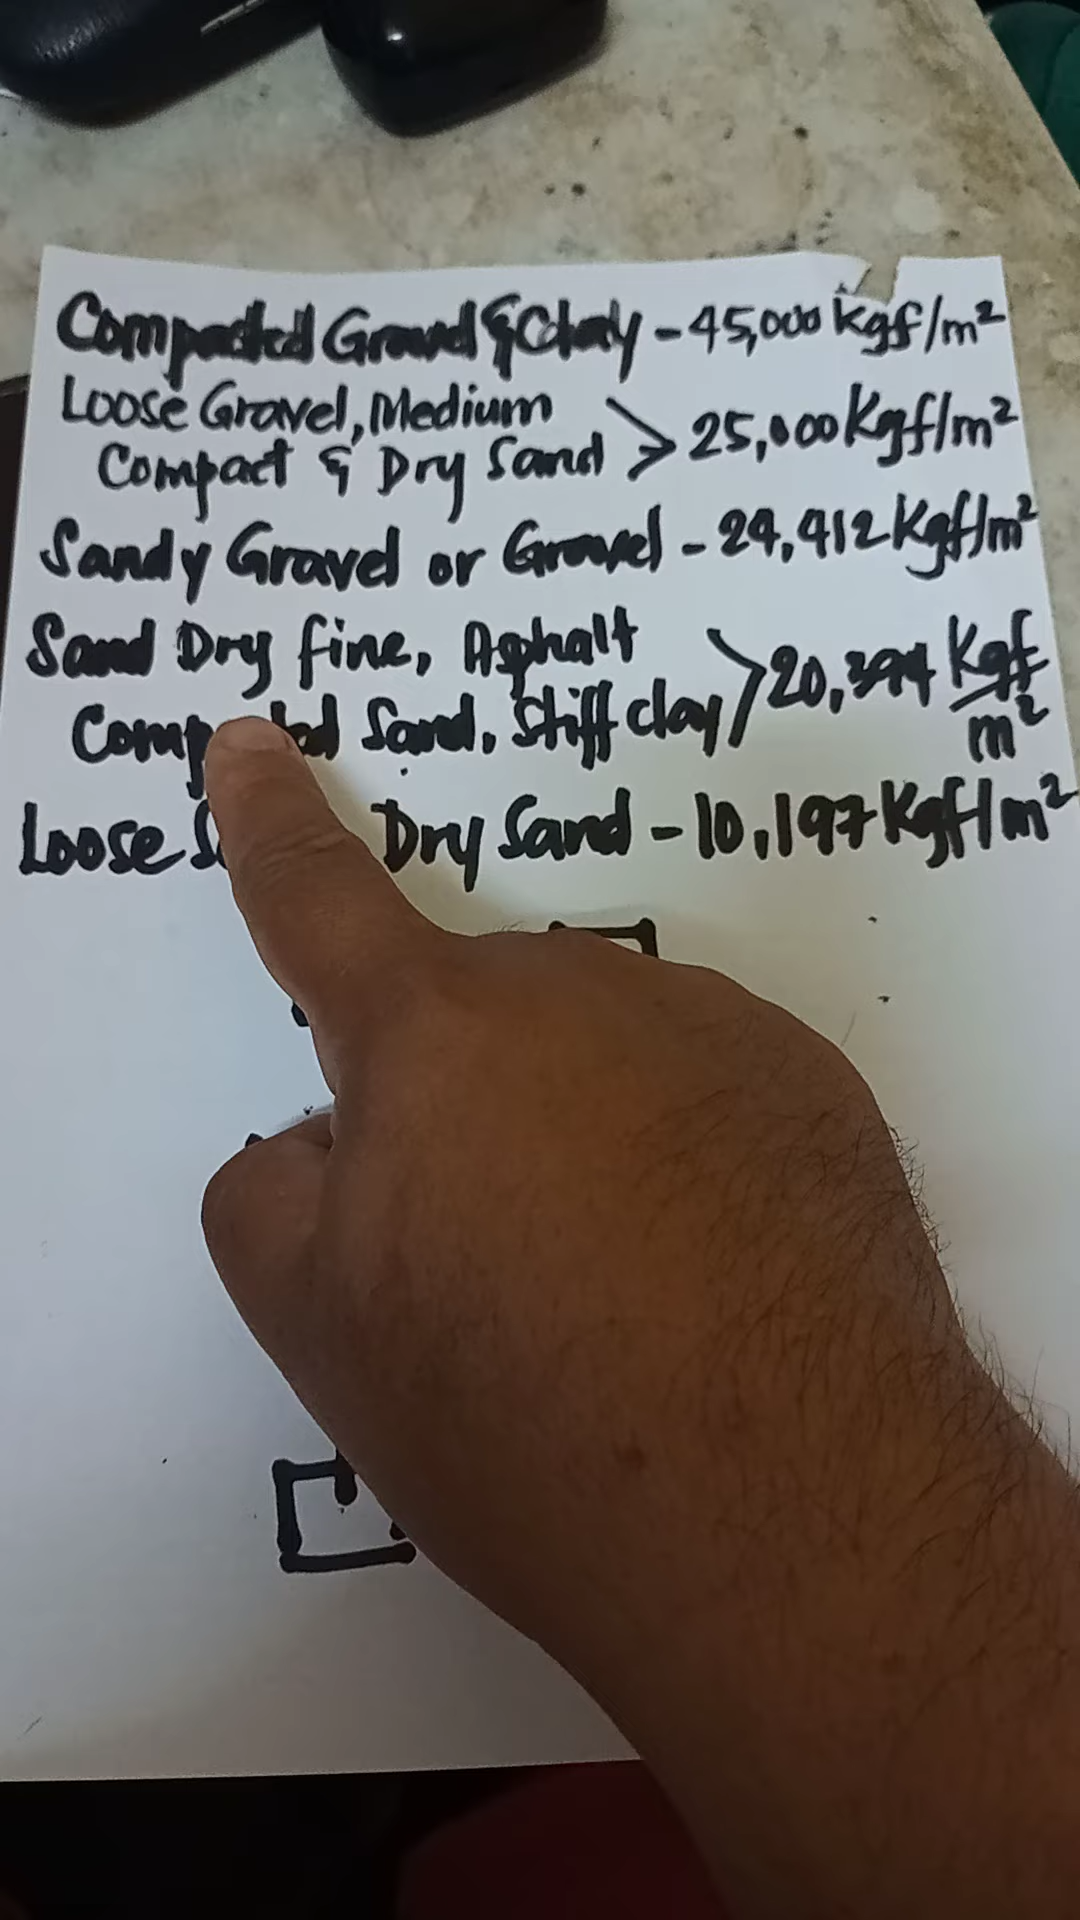 Compacted Gravel & Clay - 45,000 kgf/m²
Loose Gravel, Medium
Compact & Dry Sand > 25,000 Kgf/m²
Sandy Gravel or Gravel - 24,412 Kgf/m²
Sand Dry fine, Asphalt
Sand, Stiff clay > 20,394 Kgf/m²
Loose Dry Sand - 10,197 Kgf/m²